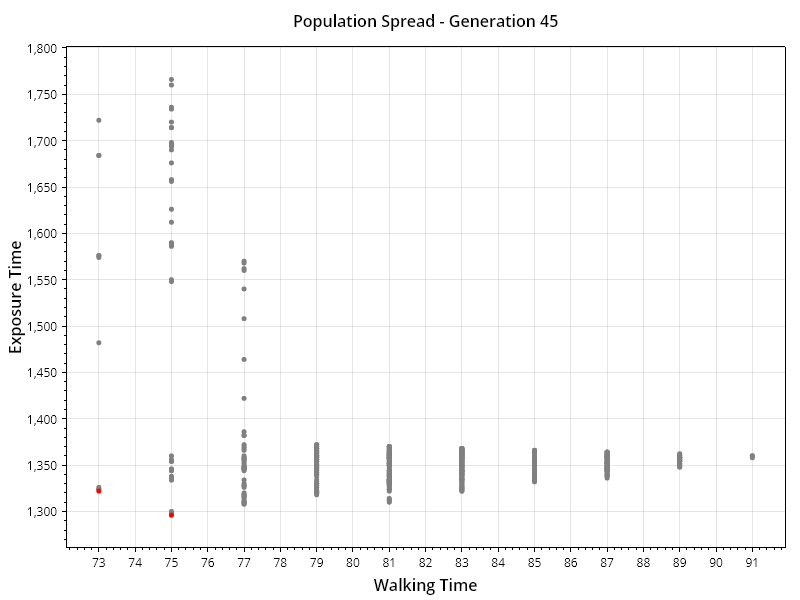 Population Spread - Generation 45
1,800
1,750
1,700
1,650
1,600
1,550
1,500
1,450
1,400
1,350
1,300
Exposure Time
73 74 75 76 77 78 79 80 81 82 83 84 85 86 87 88 89 90 91
Walking Time